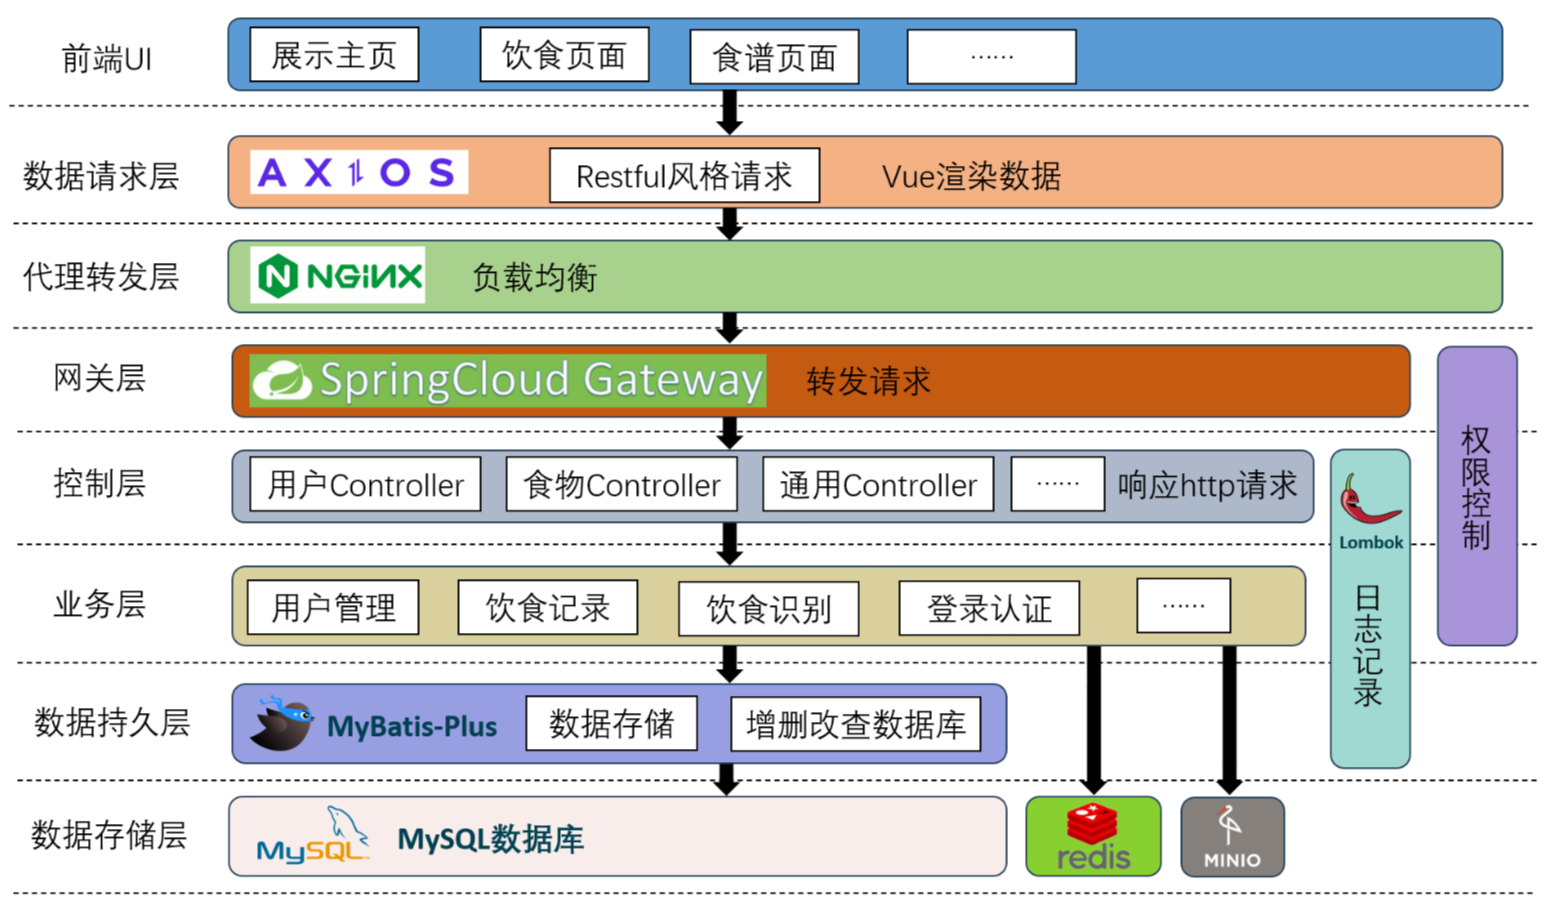 前端UI
展示主页
饮食页面
食谱页面
……
数据请求层
AXIOS
Restful风格请求
Vue渲染数据
代理转发层
NGINX
负载均衡
网关层
SpringCloud Gateway
转发请求
权限控制
控制层
用户Controller
食物Controller
通用Controller
……
响应http请求
Lombok
日志记录
业务层
用户管理
饮食记录
饮食识别
登录认证
……
数据持久层
MyBatis-Plus
数据存储
增删改查数据库
数据存储层
MySQL
MySQL数据库
redis
MINIO